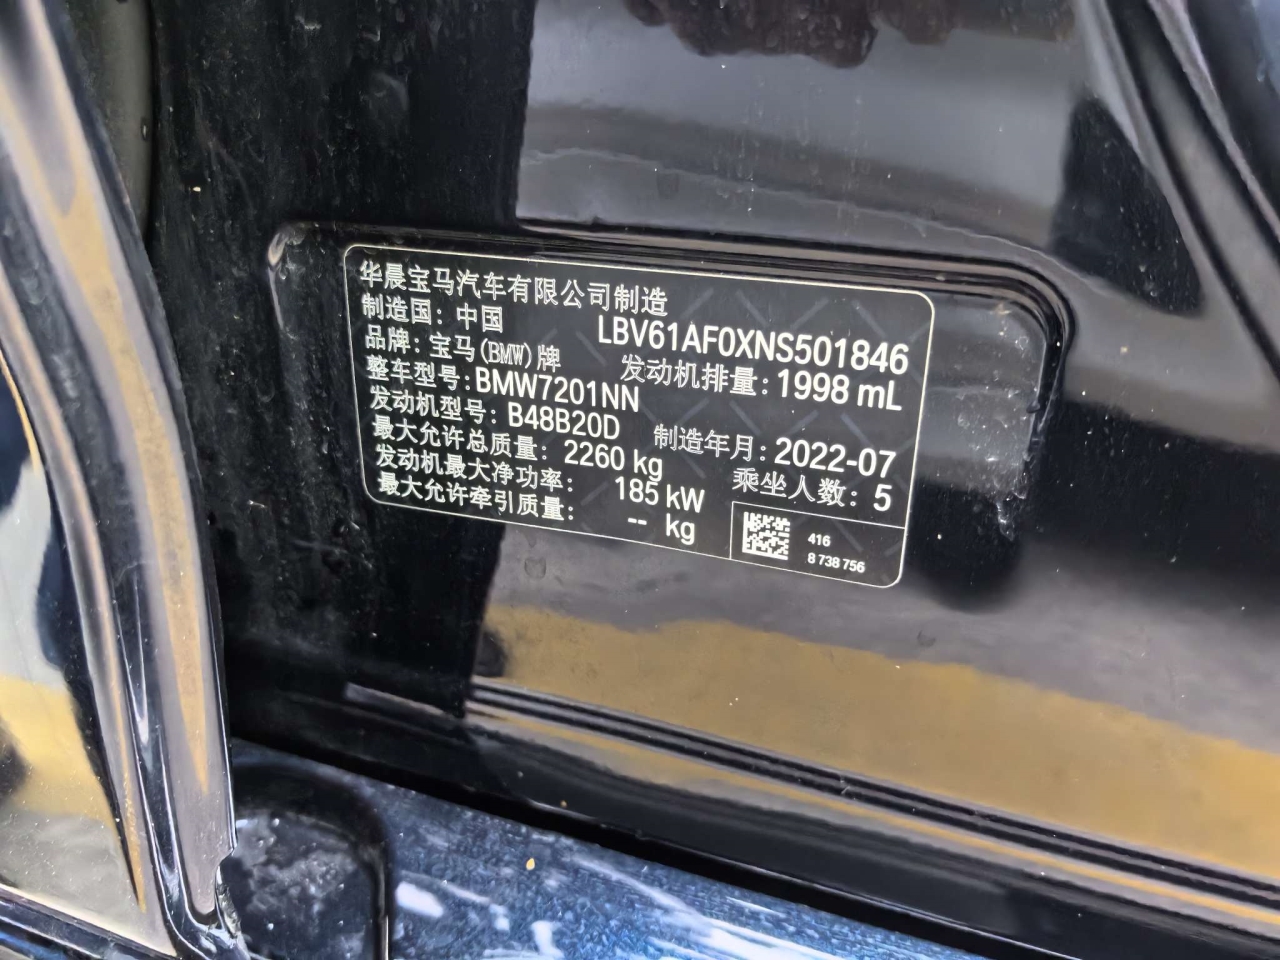 华晨宝马汽车有限公司制造
制造国: 中国 LBV61AF0XNS501846
品牌: 宝马(BMW)牌 发动机排量: 1998 mL
整车型号: BMW7201NN
发动机型号: B48B20D 制造年月: 2022-07
最大允许总质量: 2260 kg 乘坐人数: 5
发动机最大净功率: 185 kW
最大允许牵引质量: -- kg
416
8 738 756